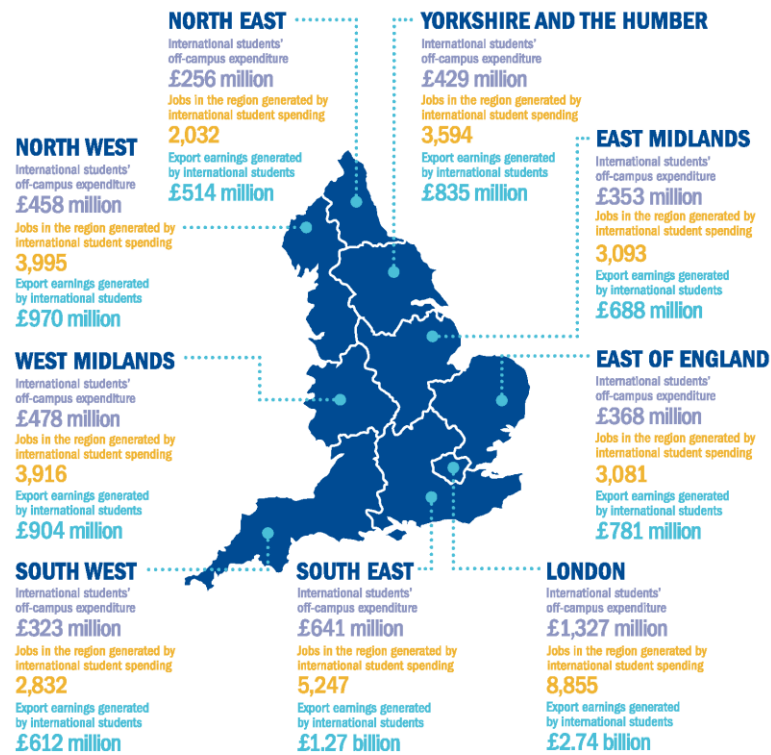 NORTH EAST
International students'
off-campus expenditure
£256 million
Jobs in the region generated by
international student spending
2,032
Export earnings generated
by international students
£514 million
YORKSHIRE AND THE HUMBER
International students'
off-campus expenditure
£429 million
Jobs in the region generated by
international student spending
3,594
Export earnings generated
by international students
£835 million
NORTH WEST
International students'
off-campus expenditure
£458 million
Jobs in the region generated by
international student spending
3,995
Export earnings generated
by international students
£970 million
EAST MIDLANDS
International students'
off-campus expenditure
£353 million
Jobs in the region generated by
international student spending
3,093
Export earnings generated
by international students
£688 million
WEST MIDLANDS
International students'
off-campus expenditure
£478 million
Jobs in the region generated by
international student spending
3,916
Export earnings generated
by international students
£904 million
EAST OF ENGLAND
International students'
off-campus expenditure
£368 million
Jobs in the region generated by
international student spending
3,081
Export earnings generated
by international students
£781 million
SOUTH WEST
International students'
off-campus expenditure
£323 million
Jobs in the region generated by
international student spending
2,832
Export earnings generated
by international students
£612 million
SOUTH EAST
International students'
off-campus expenditure
£641 million
Jobs in the region generated by
international student spending
5,247
Export earnings generated
by international students
£1.27 billion
LONDON
International students'
off-campus expenditure
£1,327 million
Jobs in the region generated by
international student spending
8,855
Export earnings generated
by international students
£2.74 billion